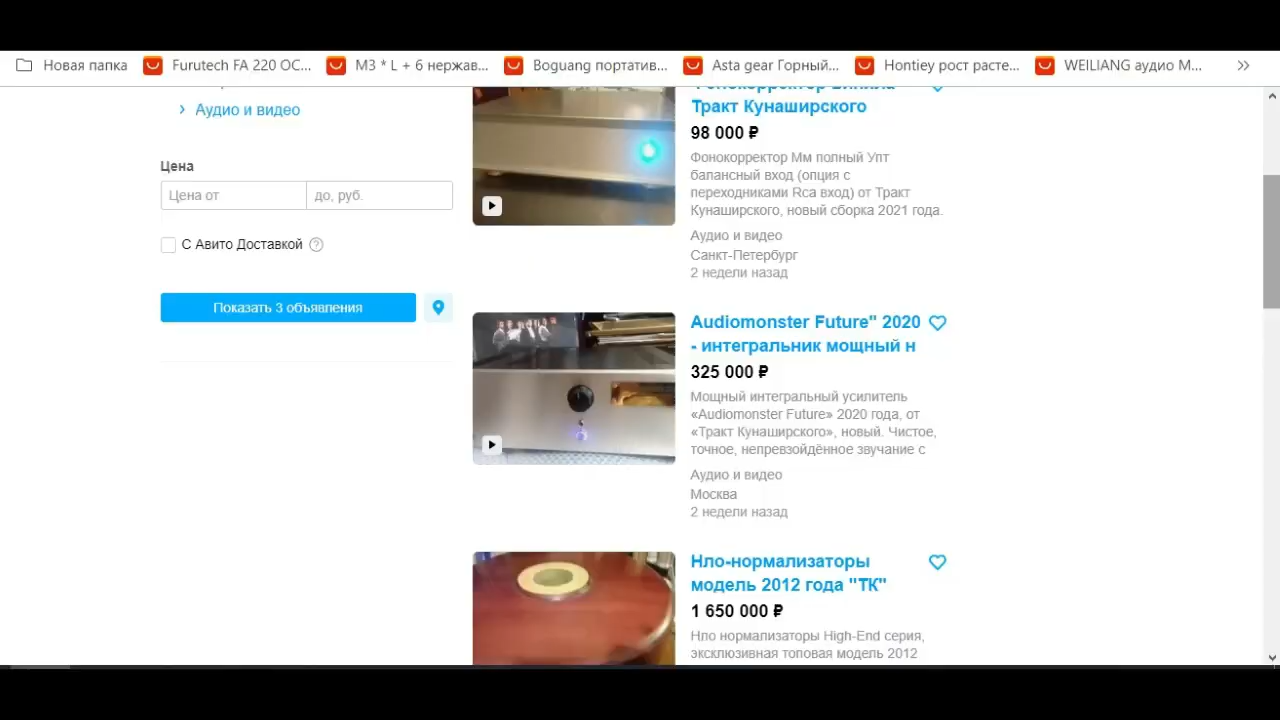 Новая папка
Furutech FA 220 ОС...
M3 * L + 6 нержав...
Boguang портатив...
Asta gear Горный...
Hontiey рост расте...
WEILIANG аудио М...
Аудио и видео
Цена
Цена от
до, руб.
С Авито Доставкой
Показать 3 объявления
Фонокорректор винила
Тракт Кунаширского
98 000 ₽
Фонокорректор Мм полный Упт
балансный вход (опция с
переходниками Rca вход) от Тракт
Кунаширского, новый сборка 2021 года.
Аудио и видео
Санкт-Петербург
2 недели назад
Audiomonster Future" 2020
- интегральник мощный н
325 000 ₽
Мощный интегральный усилитель
«Audiomonster Future» 2020 года, от
«Тракт Кунаширского», новый. Чистое,
точное, непревзойдённое звучание с
Аудио и видео
Москва
2 недели назад
Нло-нормализаторы
модель 2012 года "ТК"
1 650 000 ₽
Нло нормализаторы High-End серия,
эксклюзивная топовая модель 2012